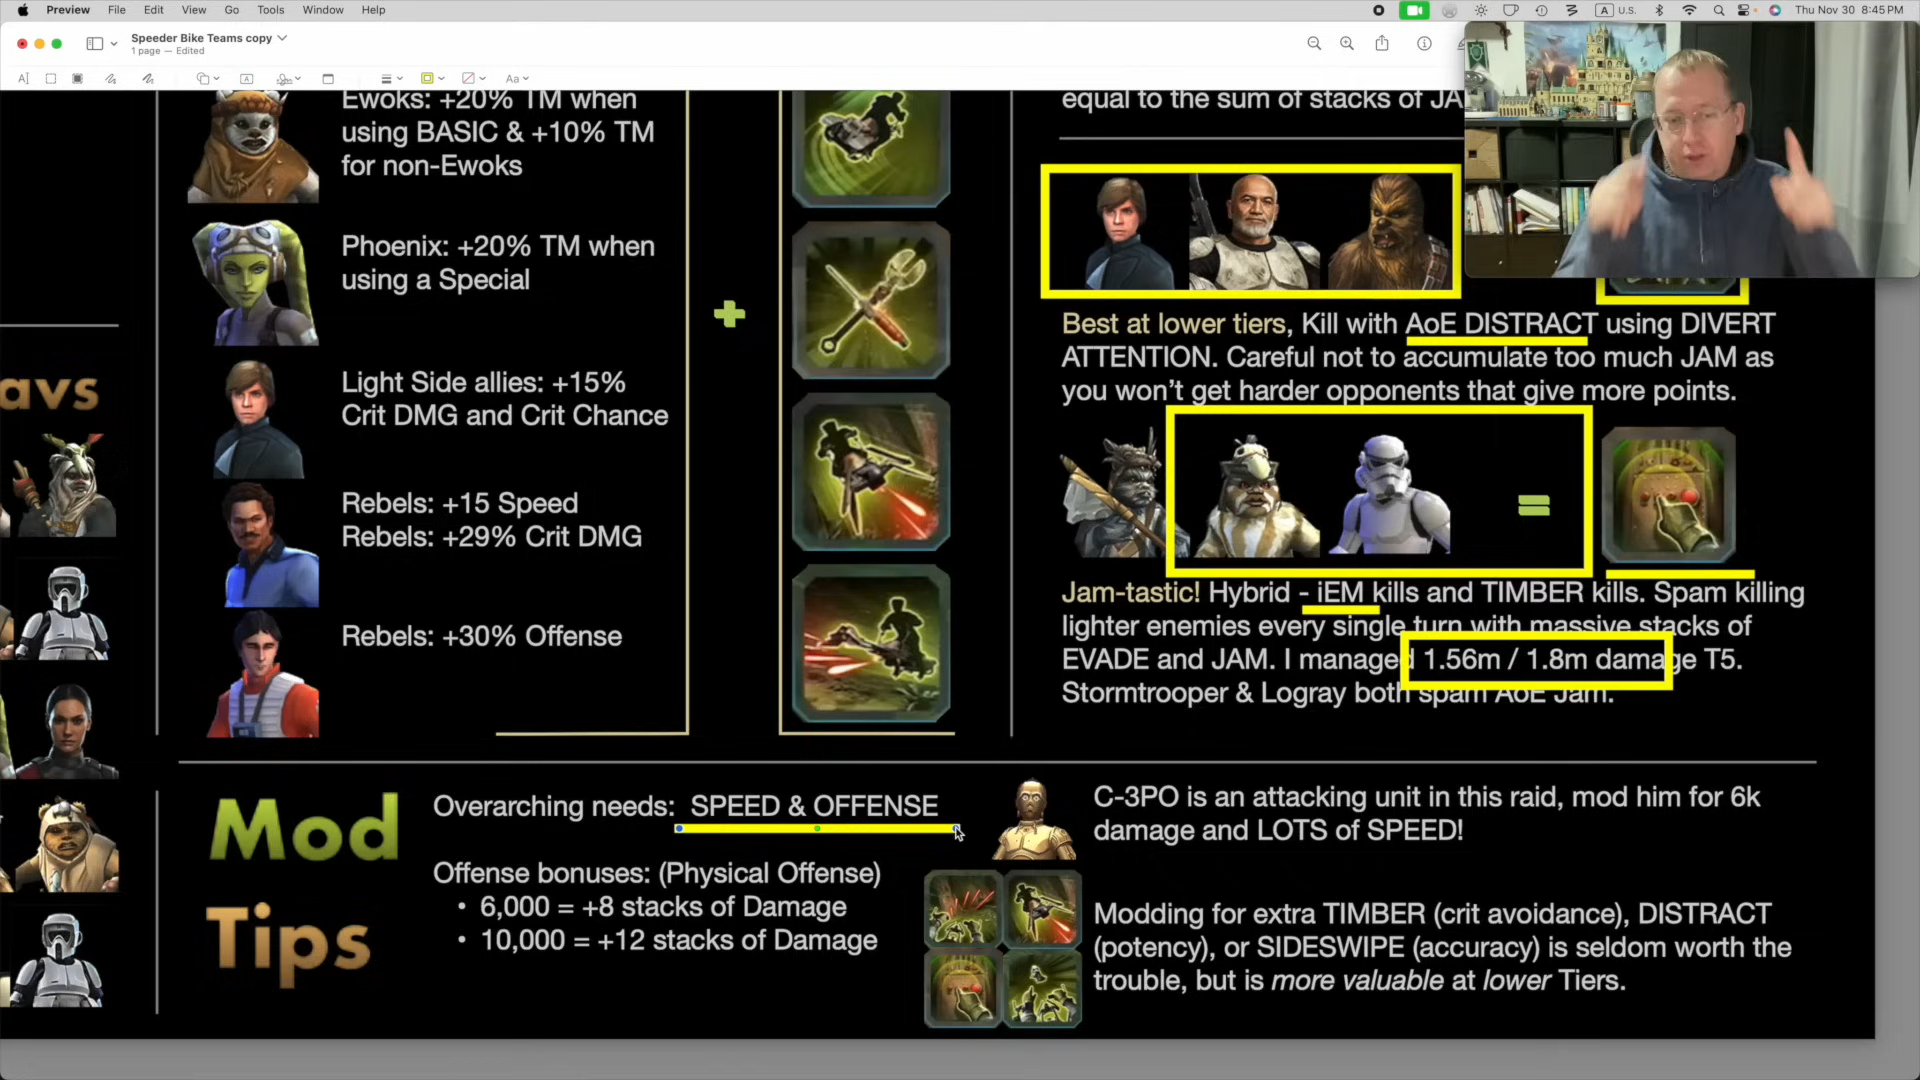 Preview File Edit View Go Tools Window Help
A U.S. Thu Nov 30 8:45 PM
Speeder Bike Teams copy
1 page — Edited
A Aa
Ewoks: +20% TM when
using BASIC & +10% TM
for non-Ewoks
Phoenix: +20% TM when
using a Special
Light Side allies: +15%
Crit DMG and Crit Chance
Rebels: +15 Speed
Rebels: +29% Crit DMG
Rebels: +30% Offense
avs
equal to the sum of stacks of JA
Best at lower tiers, Kill with AoE DISTRACT using DIVERT
ATTENTION. Careful not to accumulate too much JAM as
you won't get harder opponents that give more points.
Jam-tastic! Hybrid - iEM kills and TIMBER kills. Spam killing
lighter enemies every single turn with massive stacks of
EVADE and JAM. I managed 1.56m / 1.8m damage T5.
Stormtrooper & Logray both spam AoE Jam.
Mod
Tips
Overarching needs: SPEED & OFFENSE
Offense bonuses: (Physical Offense)
• 6,000 = +8 stacks of Damage
• 10,000 = +12 stacks of Damage
C-3PO is an attacking unit in this raid, mod him for 6k
damage and LOTS of SPEED!
Modding for extra TIMBER (crit avoidance), DISTRACT
(potency), or SIDESWIPE (accuracy) is seldom worth the
trouble, but is more valuable at lower Tiers.